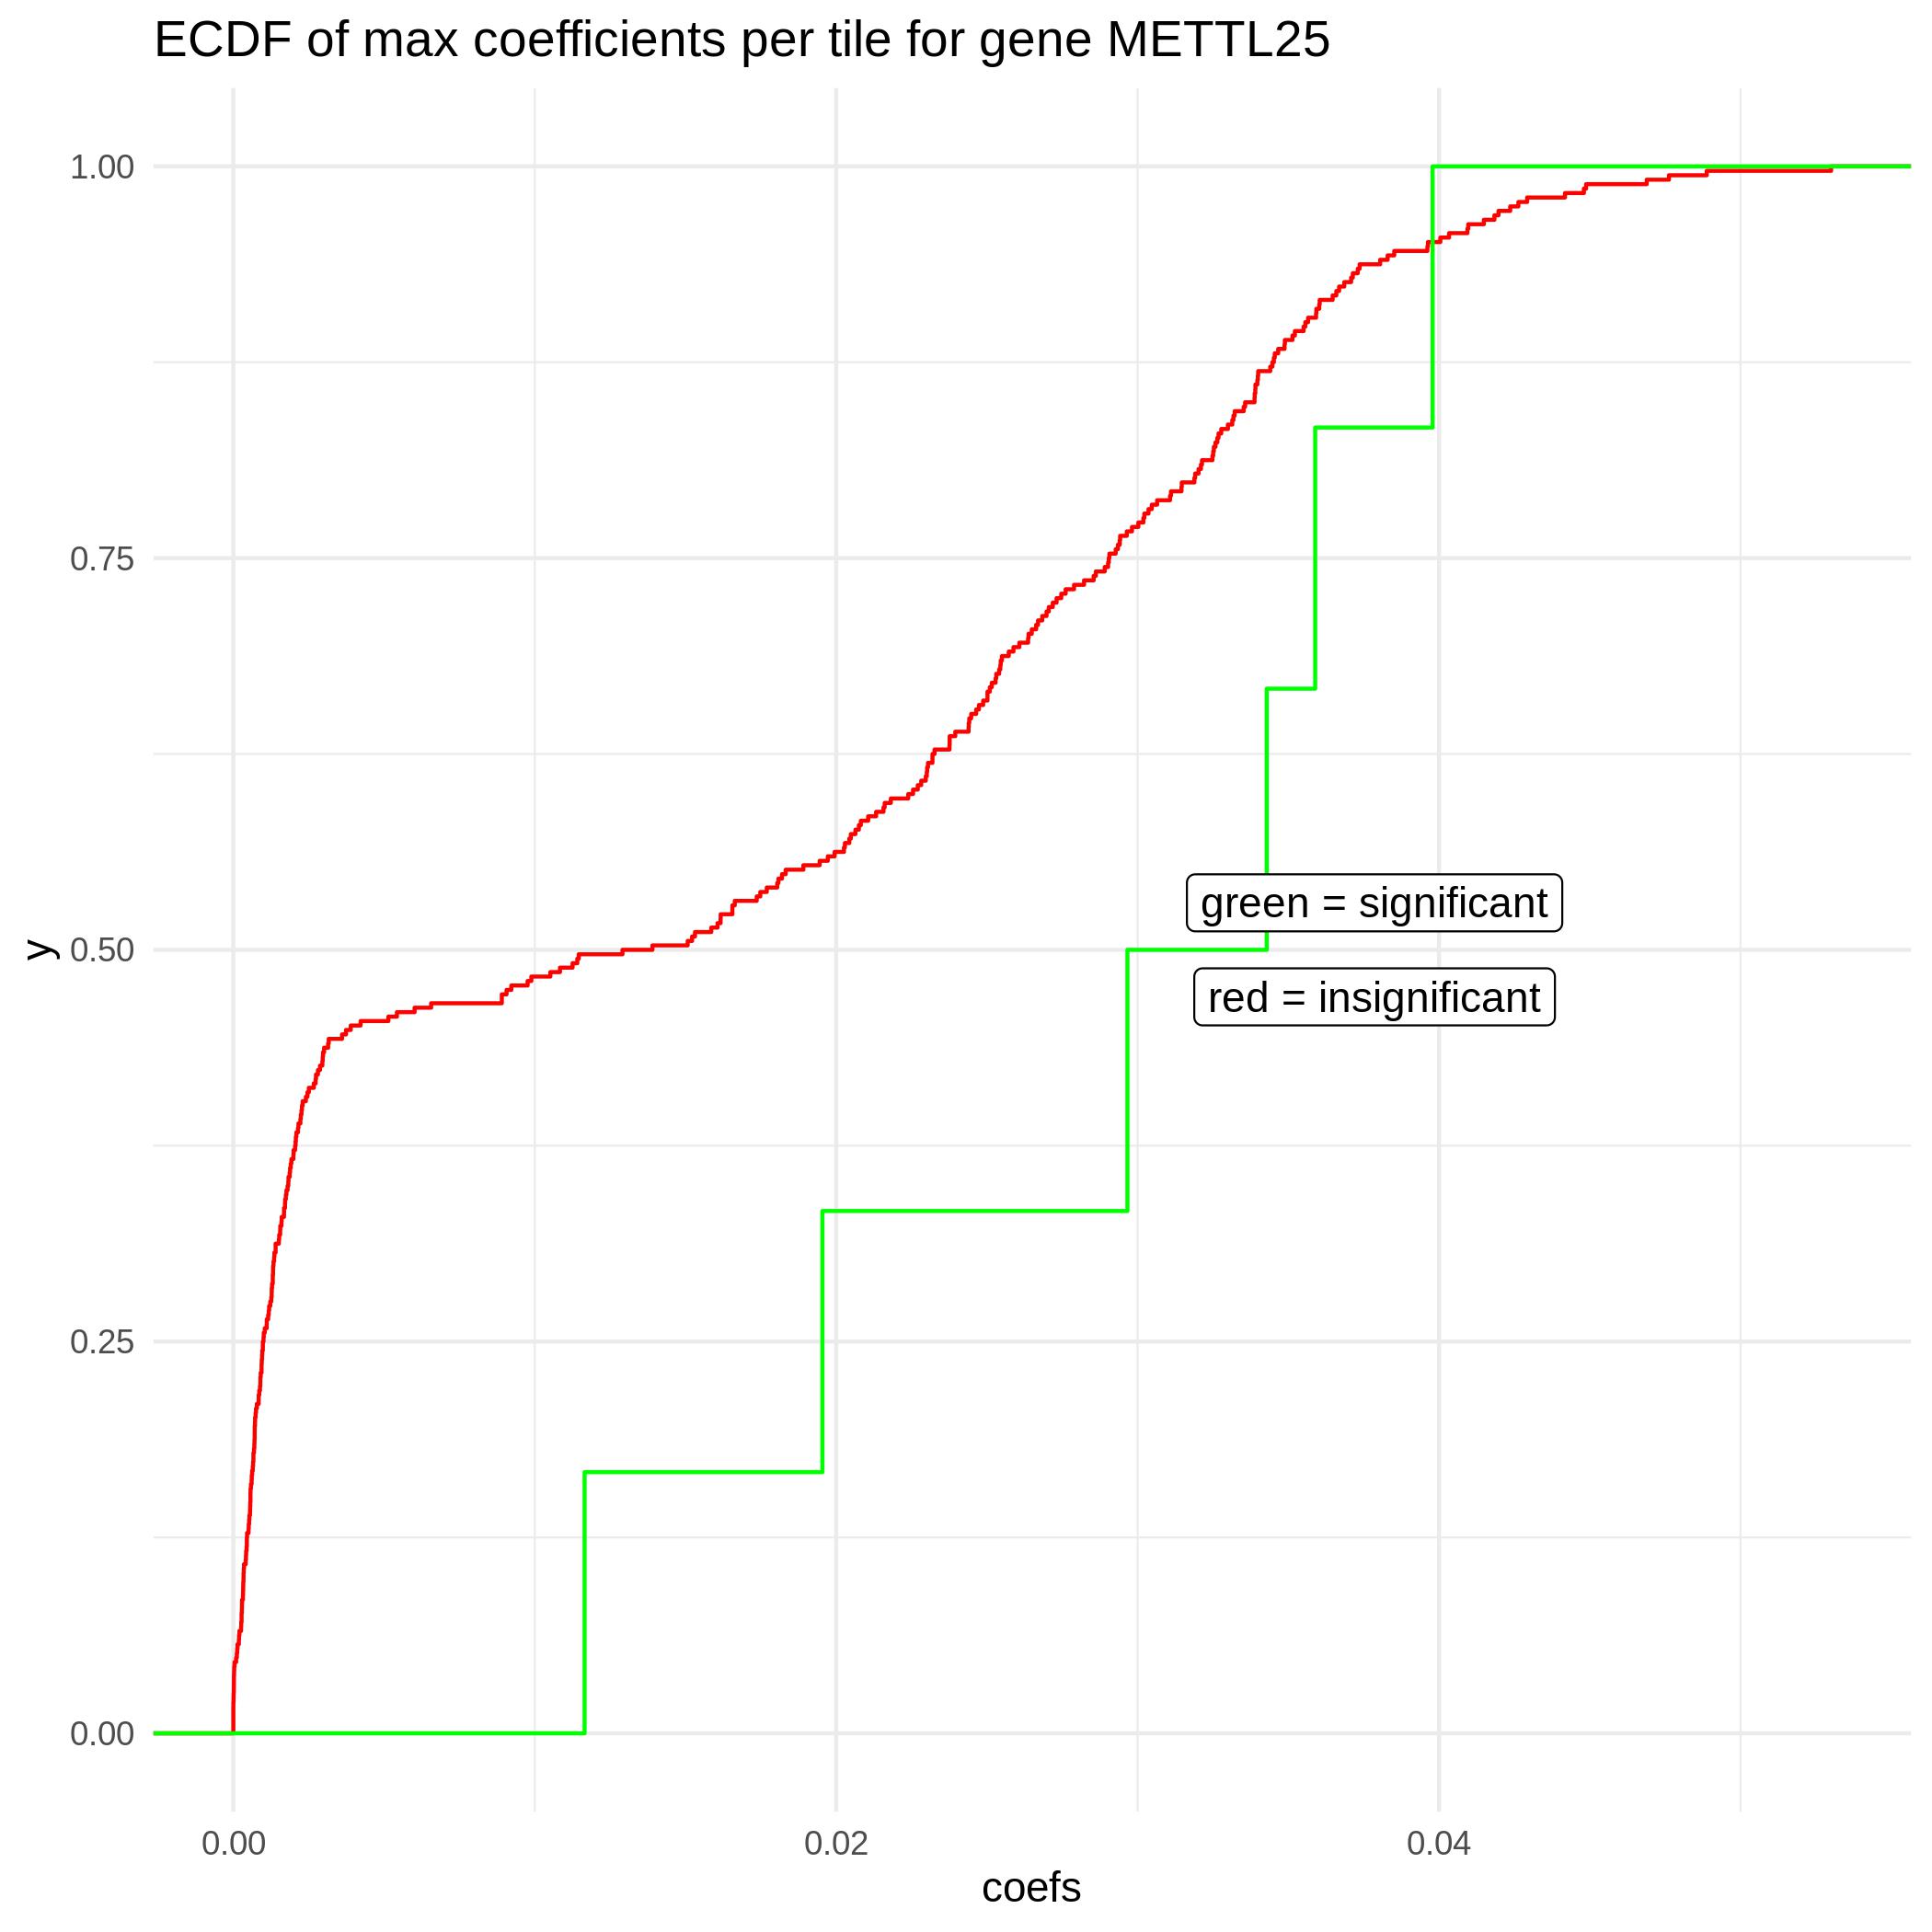 ECDF of max coefficients per tile for gene METTL25
1.00
0.75
0.50
0.25
0.00
y
green = significant
red = insignificant
0.00
0.02
0.04
coefs